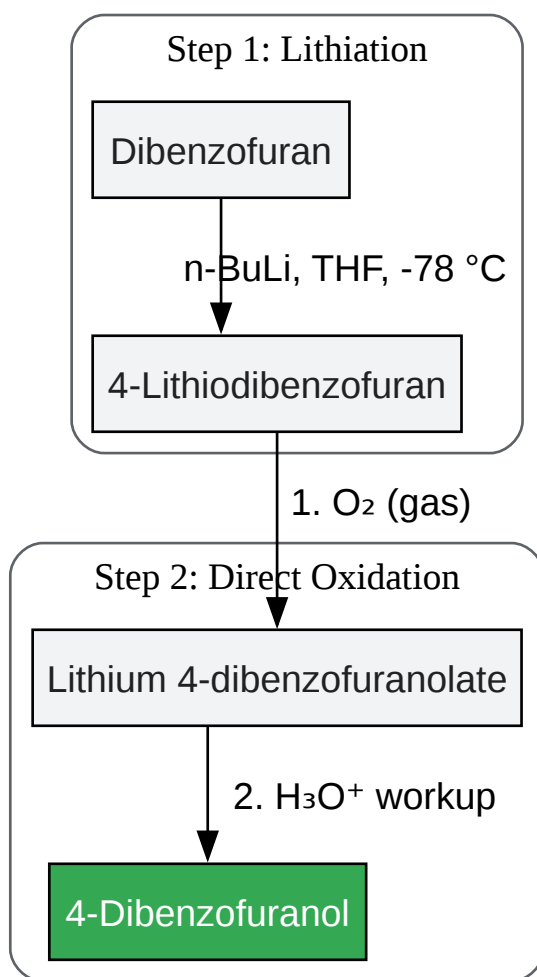 Step 1: Lithiation
Dibenzofuran
n-BuLi, THF, -78 °C
4-Lithiodibenzofuran
1. O₂ (gas)
Step 2: Direct Oxidation
Lithium 4-dibenzofuranolate
2. H₃O⁺ workup
4-Dibenzofuranol